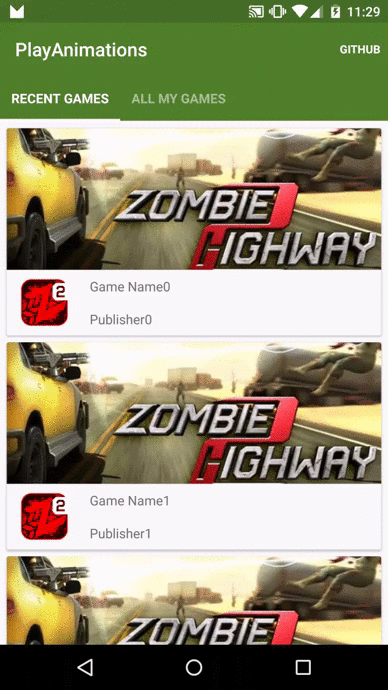 11:29
PlayAnimations
GITHUB
RECENT GAMES
ALL MY GAMES
ZOMBIE
HIGHWAY
2
Game Name0
Publisher0
ZOMBIE
HIGHWAY
2
Game Name1
Publisher1
ZOMBIE